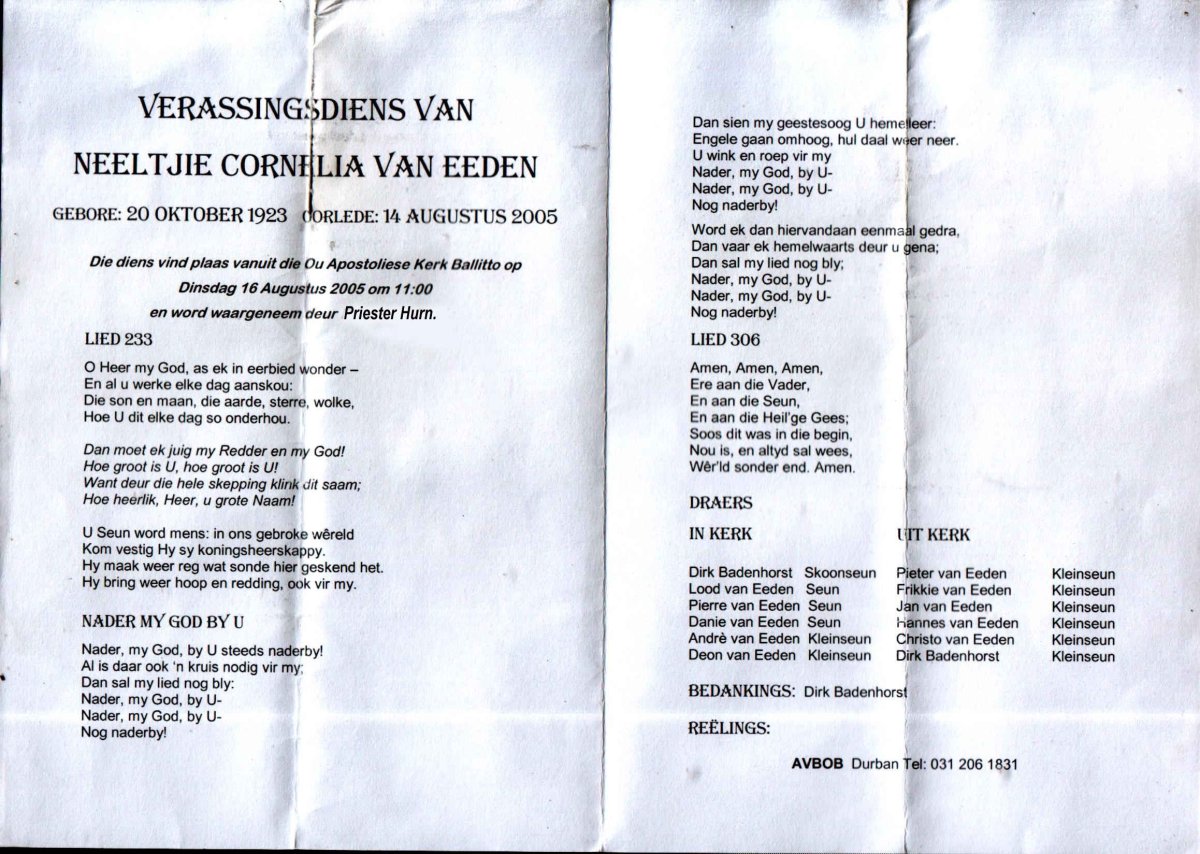 VERASSINGSDIENS VAN
NEELTJIE CORNELIA VAN EEDEN
GEBORE: 20 OKTOBER 1923 OORLEDE: 14 AUGUSTUS 2005
Die diens vind plaas vanuit die Ou Apostoliese Kerk Ballitto op
Dinsdag 16 Augustus 2005 om 11:00
en word waargeneem deur Priester Hurn.
LIED 233
O Heer my God, as ek in eerbied wonder –
En al u werke elke dag aanskou:
Die son en maan, die aarde, sterre, wolke,
Hoe U dit elke dag so onderhou.
Dan moet ek juig my Redder en my God!
Hoe groot is U, hoe groot is U!
Want deur die hele skepping klink dit saam;
Hoe heerlik, Heer, u grote Naam!
U Seun word mens: in ons gebroke wêreld
Kom vestig Hy sy koningsheerskappy.
Hy maak weer reg wat sonde hier geskend het.
Hy bring weer hoop en redding, ook vir my.
NADER MY GOD BY U
Nader, my God, by U steeds naderby!
Al is daar ook 'n kruis nodig vir my;
Dan sal my lied nog bly:
Nader, my God, by U-
Nader, my God, by U-
Nog naderby!
Dan sien my geestesoog U hemelleer:
Engele gaan omhoog, hul daal weer neer.
U wink en roep vir my
Nader, my God, by U-
Nader, my God, by U-
Nog naderby!
Word ek dan hiervandaan eenmaal gedra,
Dan vaar ek hemelwaarts deur u gena;
Dan sal my lied nog bly;
Nader, my God, by U-
Nader, my God, by U-
Nog naderby!
LIED 306
Amen, Amen, Amen,
Ere aan die Vader,
En aan die Seun,
En aan die Heil'ge Gees;
Soos dit was in die begin,
Nou is, en altyd sal wees,
Wêr'ld sonder end. Amen.
DRAERS
IN KERK UIT KERK
Dirk Badenhorst Skoonseun Pieter van Eeden Kleinseun
Lood van Eeden Seun Frikkie van Eeden Kleinseun
Pierre van Eeden Seun Jan van Eeden Kleinseun
Danie van Eeden Seun Hannes van Eeden Kleinseun
Andrè van Eeden Kleinseun Christo van Eeden Kleinseun
Deon van Eeden Kleinseun Dirk Badenhorst Kleinseun
BEDANKINGS: Dirk Badenhorst
REËLINGS:
AVBOB Durban Tel: 031 206 1831